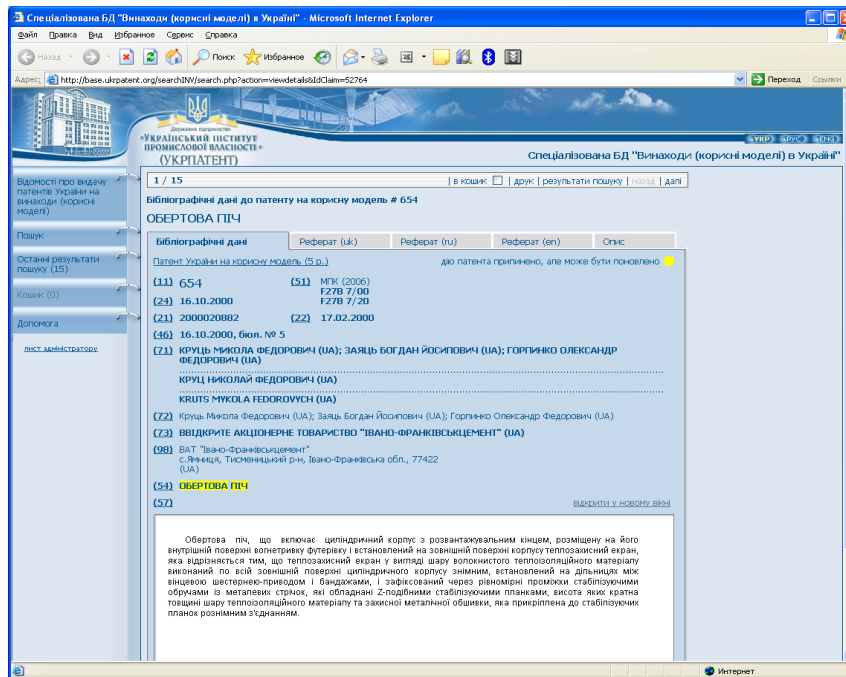 Спеціалізована БД "Винаходи (корисні моделі) в Україні" - Microsoft Internet Explorer
Файл Правка Вид Избранное Сервис Справка
Назад Поиск Избранное
Адрес: http://base.ukrpatent.org/searchINV/search.php?action=viewdetails&IdClaim=52764 Переход Ссылки
Державне підприємство
"УКРАЇНСЬКИЙ ІНСТИТУТ
ПРОМИСЛОВОЇ ВЛАСНОСТІ"
(УКРПАТЕНТ)
УКР РУС ENG
Спеціалізована БД "Винаходи (корисні моделі) в Україні"
Відомості про видачу
патентів України на
винаходи (корисні
моделі)
Пошук
Останні результати
пошуку (15)
Кошик (0)
Допомога
лист адміністратору
1 / 15 | в кошик | друк | результати пошуку | назад | далі
Бібліографічні дані до патенту на корисну модель # 654
ОБЕРТОВА ПІЧ
Бібліографічні дані Реферат (uk) Реферат (ru) Реферат (en) Опис
Патент України на корисну модель (5 р.) дію патента припинено, але може бути поновлено
(11) 654 (51) МПК (2006)
F27B 7/00
(24) 16.10.2000 F27B 7/20
(21) 2000020882 (22) 17.02.2000
(46) 16.10.2000, бюл. № 5
(71) КРУЦЬ МИКОЛА ФЕДОРОВИЧ (UA); ЗАЯЦЬ БОГДАН ЙОСИПОВИЧ (UA); ГОРПИНКО ОЛЕКСАНДР
ФЕДОРОВИЧ (UA)
КРУЦ НИКОЛАЙ ФЕДОРОВИЧ (UA)
KRUTS MYKOLA FEDOROVYCH (UA)
(72) Круць Микола Федорович (UA); Заяць Богдан Йосипович (UA); Горпинко Олександр Федорович (UA)
(73) ВВІДКРИТЕ АКЦІОНЕРНЕ ТОВАРИСТВО "ІВАНО-ФРАНКІВСЬКЦЕМЕНТ" (UA)
(98) ВАТ "Івано-Франківськцемент"
с.Ямниця, Тисменицький р-н, Івано-Франківська обл., 77422
(UA)
(54) ОБЕРТОВА ПІЧ
(57) відкрити у новому вікні
Обертова піч, що включає циліндричний корпус з розвантажувальним кінцем, розміщену на його
внутрішній поверхні вогнетривку футерівку і встановлений на зовнішній поверхні корпусу теплозахисний екран,
яка відрізняється тим, що теплозахисний екран у вигляді шару волокнистого теплоізоляційного матеріалу
виконаний по всій зовнішній поверхні циліндричного корпусу знімним, встановлений на дільницях між
вінцевою шестернею-приводом і бандажами, і зафіксований через рівномірні проміжки стабілізуючими
обручами із металевих стрічок, які обладнані Z-подібними стабілізуючими планками, висота яких кратна
товщині шару теплоізоляційного матеріалу та захисної металічної обшивки, яка прикріплена до стабілізуючих
планок рознімним з'єднанням.
Интернет